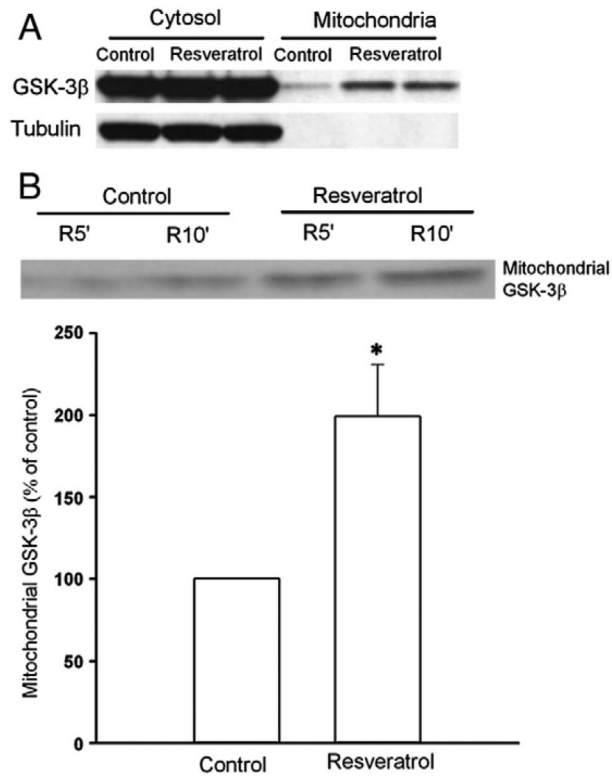 A
Cytosol Mitochondria
Control Resveratrol Control Resveratrol
GSK-3β
Tubulin
B
Control Resveratrol
R5' R10' R5' R10'
Mitochondrial
GSK-3β
Mitochondrial GSK-3β (% of control)
250
200
150
100
50
0
*
Control Resveratrol